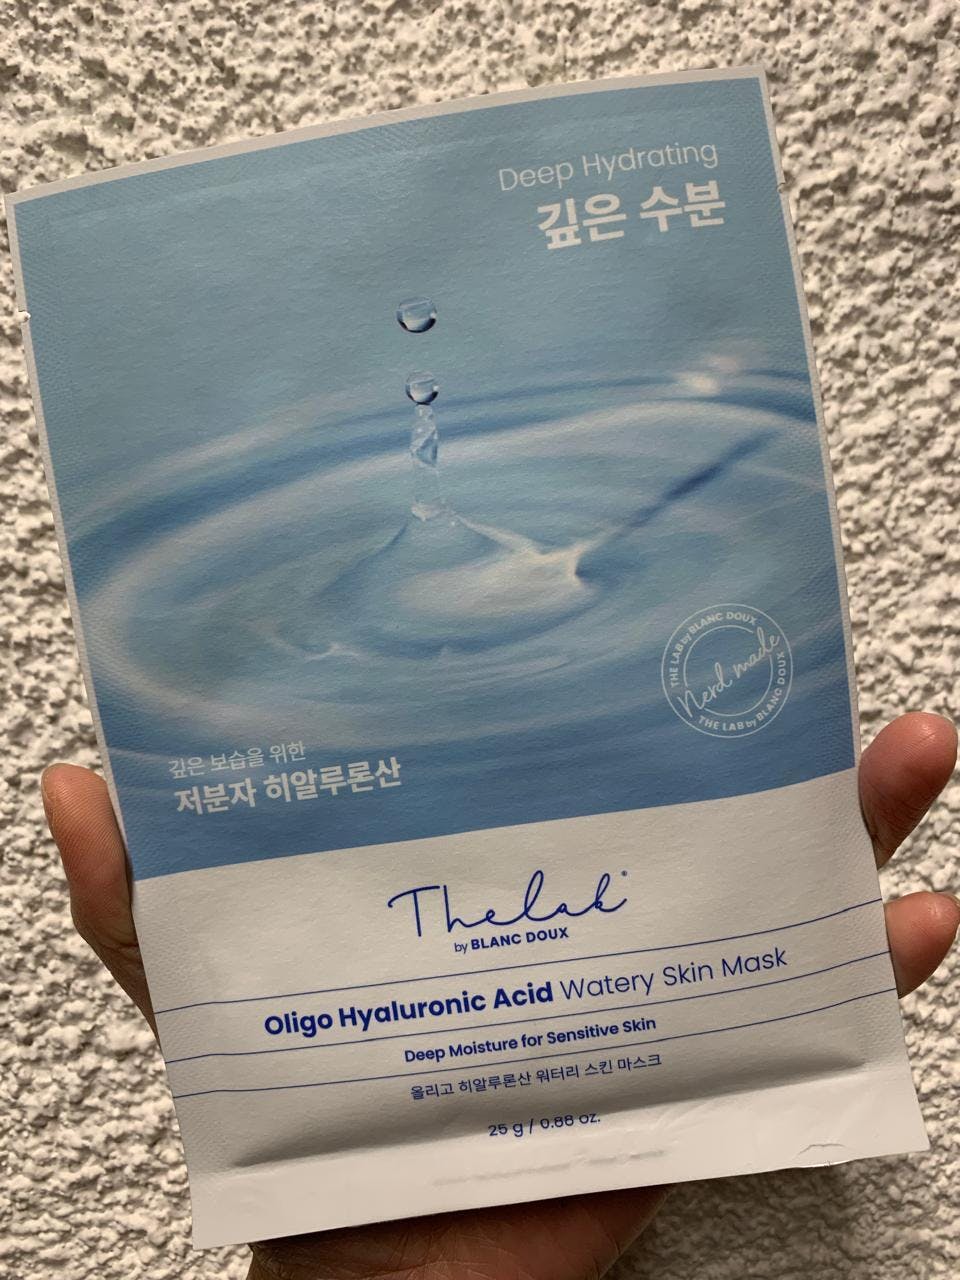 Deep Hydrating
깊은 수분
THE LAB by BLANC DOUX
Nerd made
THE LAB by BLANC DOUX
깊은 보습을 위한
저분자 히알루론산
Thelab®
by BLANC DOUX
Oligo Hyaluronic Acid Watery Skin Mask
Deep Moisture for Sensitive Skin
올리고 히알루론산 워터리 스킨 마스크
25 g / 0.88 oz.